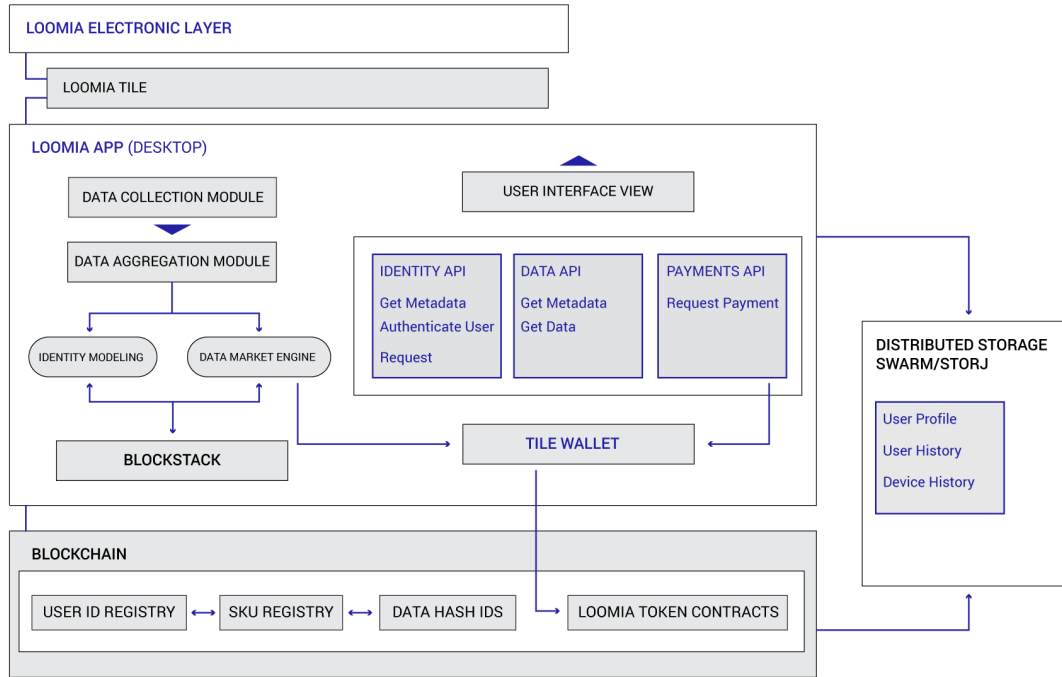 LOOMIA ELECTRONIC LAYER
LOOMIA TILE
LOOMIA APP (DESKTOP)
DATA COLLECTION MODULE
USER INTERFACE VIEW
DATA AGGREGATION MODULE
IDENTITY API
Get Metadata
Authenticate User
Request
DATA API
Get Metadata
Get Data
PAYMENTS API
Request Payment
IDENTITY MODELING
DATA MARKET ENGINE
BLOCKSTACK
TILE WALLET
DISTRIBUTED STORAGE
SWARM/STORJ
User Profile
User History
Device History
BLOCKCHAIN
USER ID REGISTRY
SKU REGISTRY
DATA HASH IDS
LOOMIA TOKEN CONTRACTS